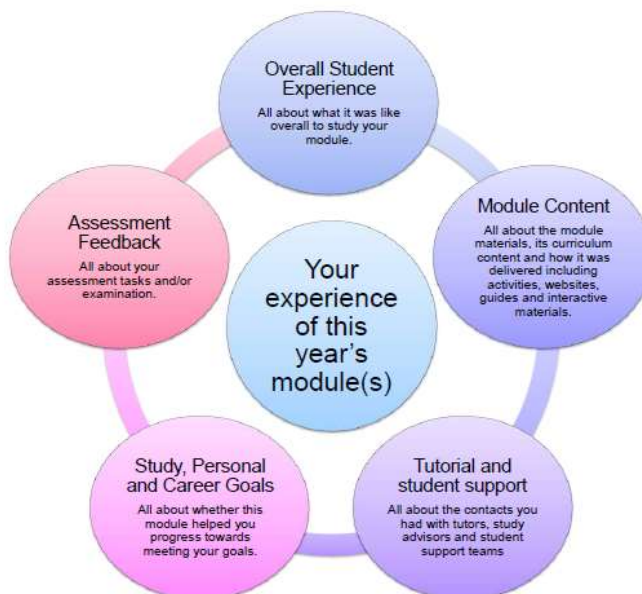 Overall Student
Experience
All about what it was like
overall to study your
module.
Module Content
All about the module
materials, its curriculum
content and how it was
delivered including
activities, websites,
guides and interactive
materials.
Tutorial and
student support
All about the contacts you
had with tutors, study
advisors and student
support teams
Study, Personal
and Career Goals
All about whether this
module helped you
progress towards
meeting your goals.
Assessment
Feedback
All about your
assessment tasks and/or
examination.
Your
experience
of this
year's
module(s)